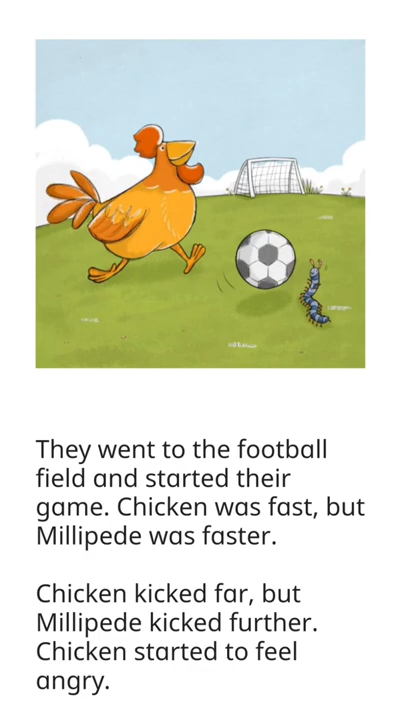 They went to the football
field and started their
game. Chicken was fast, but
Millipede was faster.
Chicken kicked far, but
Millipede kicked further.
Chicken started to feel
angry.